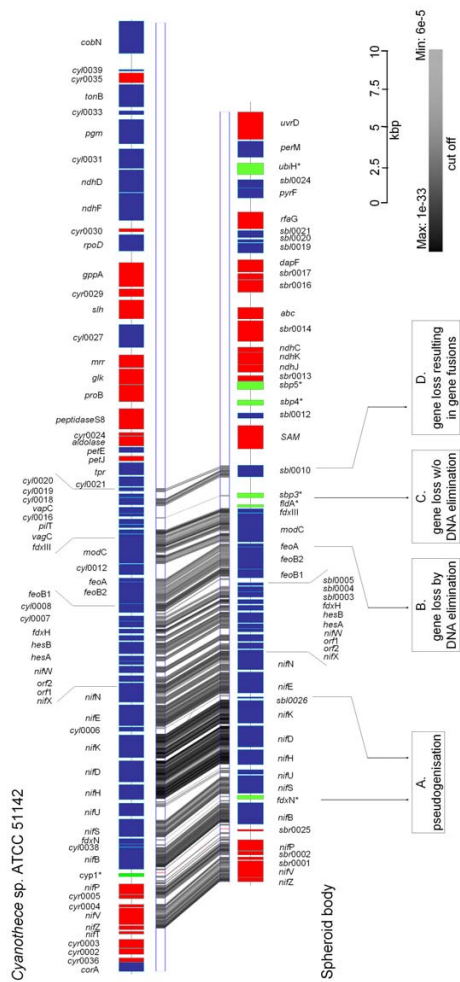 Cyanothece sp. ATCC 51142
cobN
cyl0039
cyr0035
tonB
cyl0033
pgm
cyl0031
ndhD
ndhF
cyr0030
rpoD
gppA
cyr0029
slh
cyl0027
mrr
glk
proB
peptidaseS8
cyr0024
aldolase
petE
petJ
tpr
cyl0021
cyl0020
cyl0019
cyl0018
vapC
cyl0016
pilT
vagC
fdxIII
modC
cyl0012
feoA
feoB2
feoB1
cyl0008
cyl0007
fdxH
hesB
hesA
nifW
orf2
orf1
nifX
nifN
nifE
cyl0006
nifK
nifD
nifH
nifU
nifS
fdxN
cyl0038
nifB
cyp1*
nifP
cyr0005
cyr0004
nifV
nifZ
nifT
cyr0003
cyr0002
cyr0036
corA
Spheroid body
uvrD
perM
ubiH*
sbl0024
pyrF
rfaG
sbl0021
sbl0020
sbl0019
dapF
sbr0017
sbr0016
abc
sbr0014
ndhC
ndhK
ndhJ
sbr0013
sbp5*
sbp4*
sbl0012
SAM
sbl0010
sbp3*
fldA*
fdxIII
modC
feoA
feoB2
feoB1
sbl0005
sbl0004
sbl0003
fdxH
hesB
hesA
nifW
orf2
orf1
nifX
nifN
nifE
sbl0026
nifK
nifD
nifH
nifU
nifS
fdxN*
nifB
sbr0025
nifP
sbr0002
sbr0001
nifV
nifZ
A.
pseudogenisation
B.
gene loss by
DNA elimination
C.
gene loss w/o
DNA elimination
D.
gene loss resulting
in gene fusions
0 2.5 5 7.5 10
kbp
Max: 1e-33 Min: 6e-5
cut off